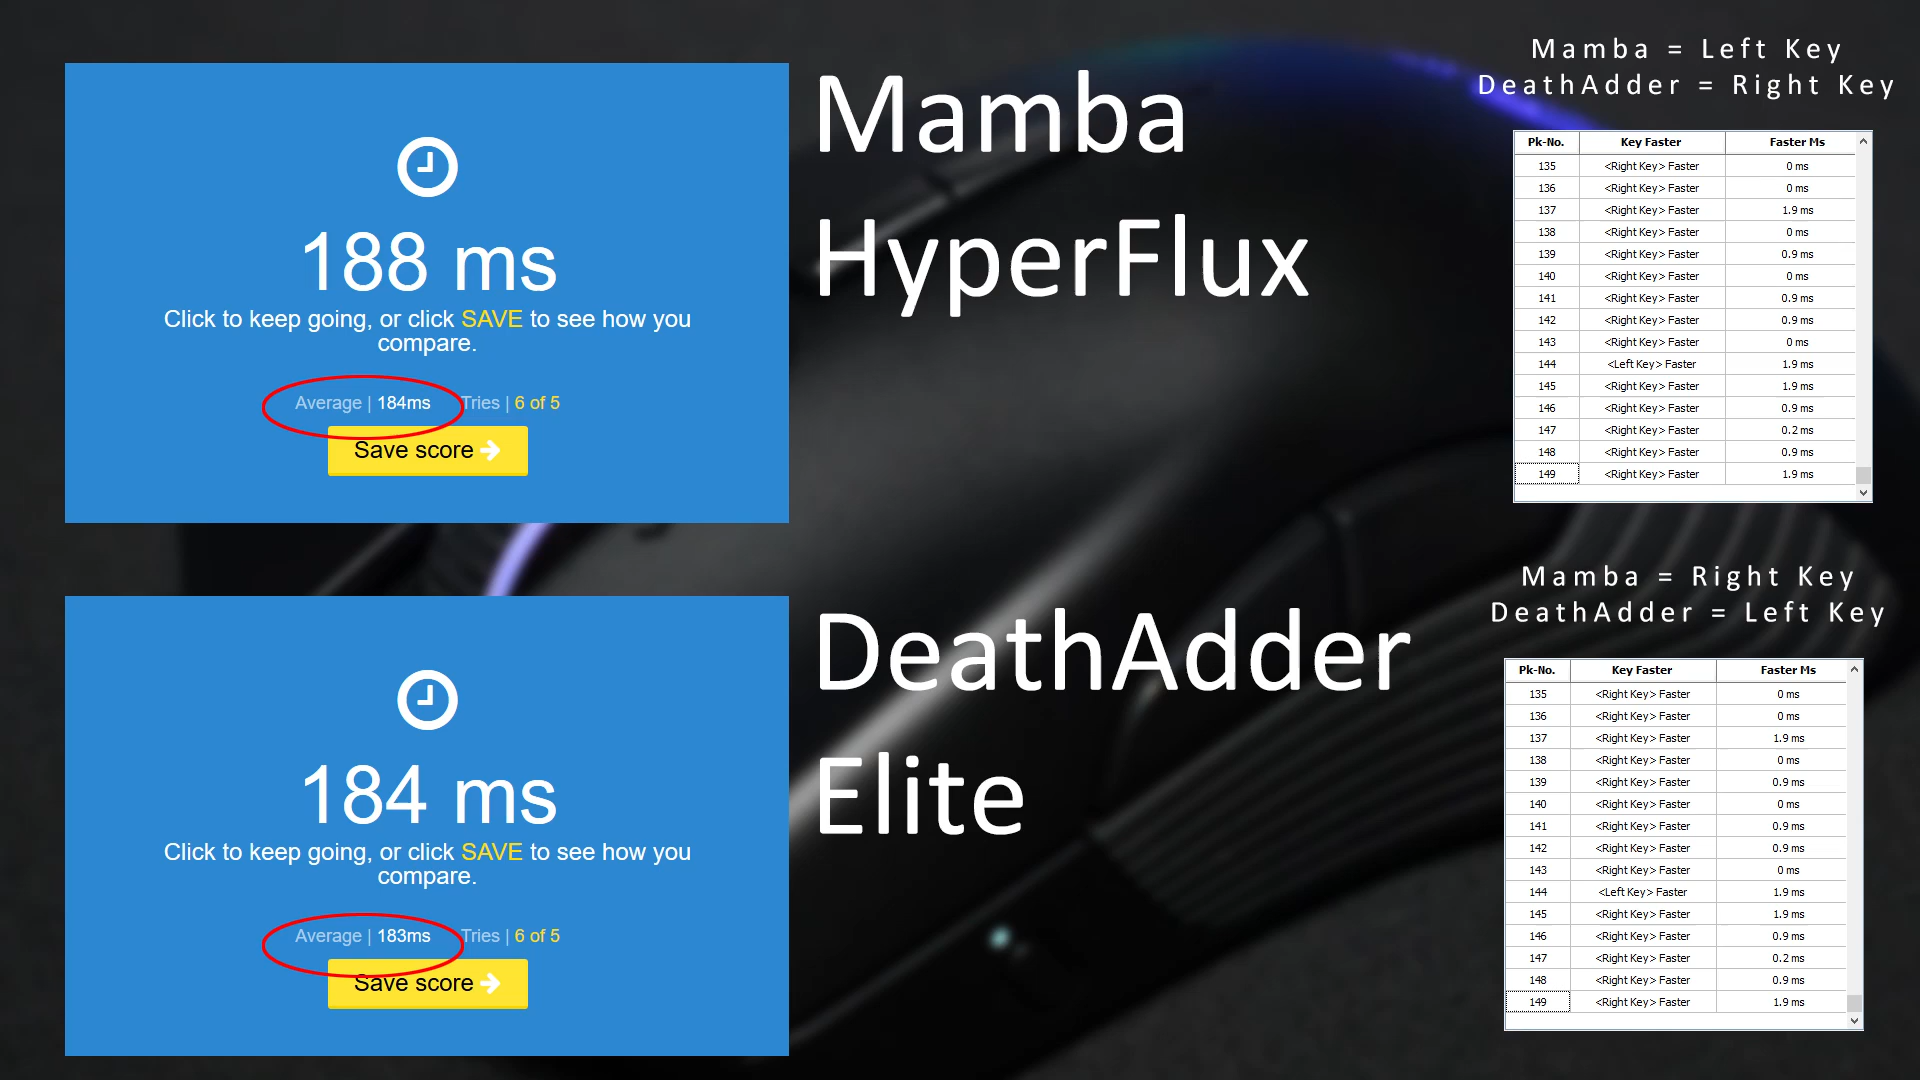 188 ms
Click to keep going, or click SAVE to see how you
compare.
Average | 184ms Tries | 6 of 5
Save score
Mamba
HyperFlux
Mamba = Left Key
DeathAdder = Right Key
Pk-No. Key Faster Faster Ms
135 <Right Key> Faster 0 ms
136 <Right Key> Faster 0 ms
137 <Right Key> Faster 1.9 ms
138 <Right Key> Faster 0 ms
139 <Right Key> Faster 0.9 ms
140 <Right Key> Faster 0 ms
141 <Right Key> Faster 0.9 ms
142 <Right Key> Faster 0.9 ms
143 <Right Key> Faster 0 ms
144 <Left Key> Faster 1.9 ms
145 <Right Key> Faster 1.9 ms
146 <Right Key> Faster 0.9 ms
147 <Right Key> Faster 0.2 ms
148 <Right Key> Faster 0.9 ms
149 <Right Key> Faster 1.9 ms
184 ms
Click to keep going, or click SAVE to see how you
compare.
Average | 183ms Tries | 6 of 5
Save score
DeathAdder
Elite
Mamba = Right Key
DeathAdder = Left Key
Pk-No. Key Faster Faster Ms
135 <Right Key> Faster 0 ms
136 <Right Key> Faster 0 ms
137 <Right Key> Faster 1.9 ms
138 <Right Key> Faster 0 ms
139 <Right Key> Faster 0.9 ms
140 <Right Key> Faster 0 ms
141 <Right Key> Faster 0.9 ms
142 <Right Key> Faster 0.9 ms
143 <Right Key> Faster 0 ms
144 <Left Key> Faster 1.9 ms
145 <Right Key> Faster 1.9 ms
146 <Right Key> Faster 0.9 ms
147 <Right Key> Faster 0.2 ms
148 <Right Key> Faster 0.9 ms
149 <Right Key> Faster 1.9 ms